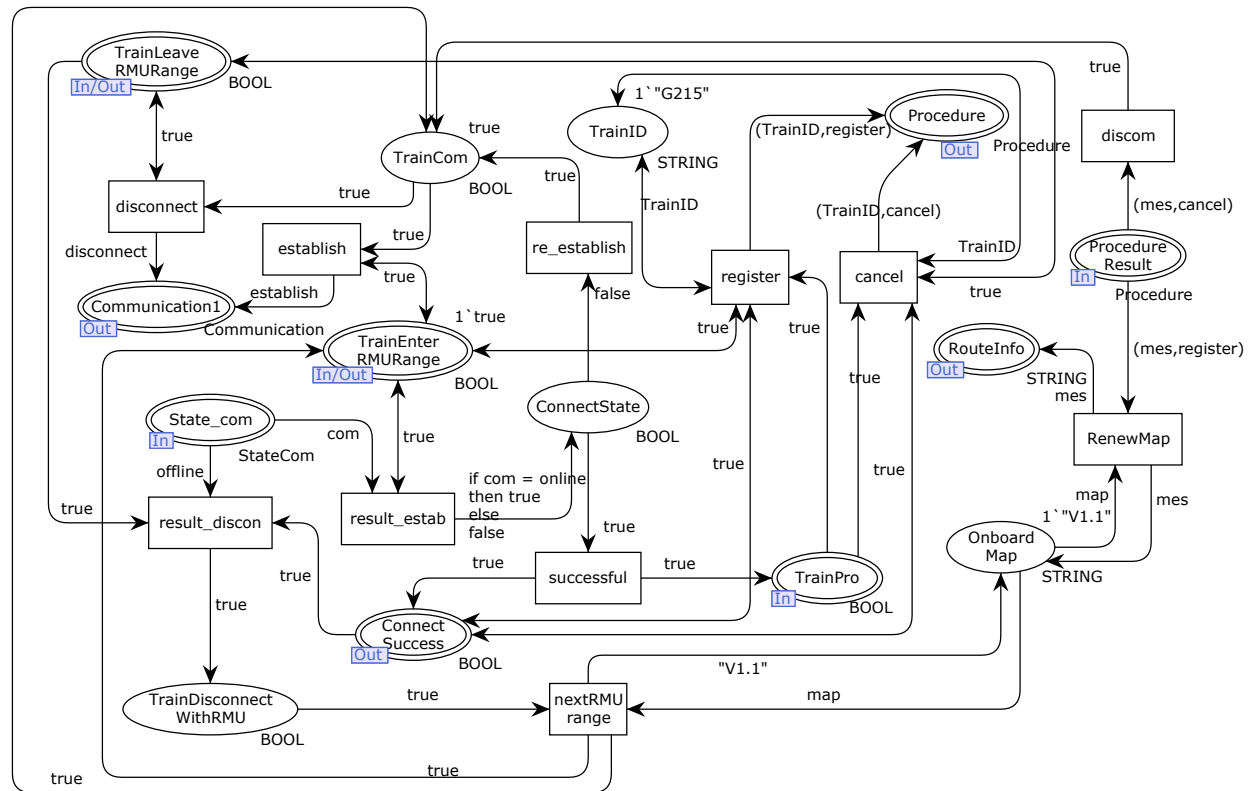 TrainLeave
RMURange
In/Out
BOOL
true
disconnect
disconnect
Communication1
Out
Communication
true
TrainCom
BOOL
true
true
establish
establish
true
1`true
TrainEnter
RMURange
In/Out
BOOL
true
true
re_establish
false
1`"G215"
TrainID
STRING
TrainID
(TrainID,register)
Procedure
Out
Procedure
(TrainID,cancel)
register
cancel
TrainID
true
true
true
true
discom
(mes,cancel)
Procedure
Result
In
Procedure
(mes,register)
RouteInfo
Out
STRING
mes
RenewMap
map
1`"V1.1"
mes
Onboard
Map
STRING
State_com
In
StateCom
com
offline
true
result_discon
result_estab
if com = online
then true
else
false
ConnectState
BOOL
true
true
true
true
successful
true
true
TrainPro
In
BOOL
true
true
Connect
Success
Out
BOOL
TrainDisconnect
WithRMU
BOOL
true
nextRMU
range
"V1.1"
map
true
true